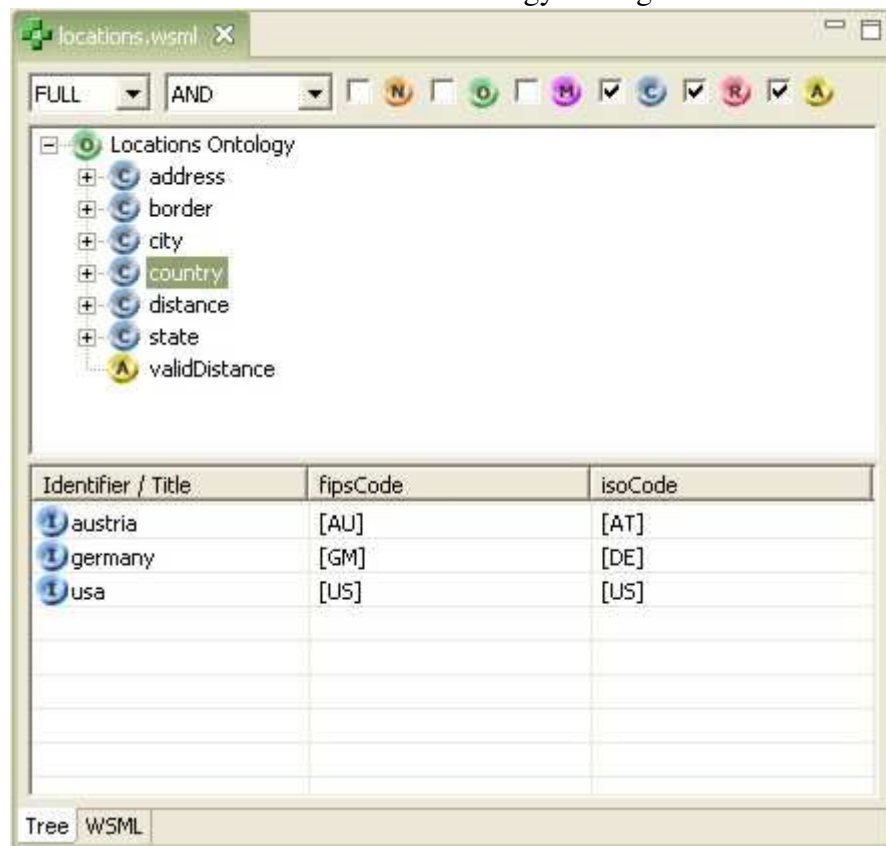 locations.wsml
FULL AND N O M C R A
O Locations Ontology
C address
C border
C city
C country
C distance
C state
A validDistance
Identifier / Title fipsCode isoCode
I austria [AU] [AT]
I germany [GM] [DE]
I usa [US] [US]
Tree WSML